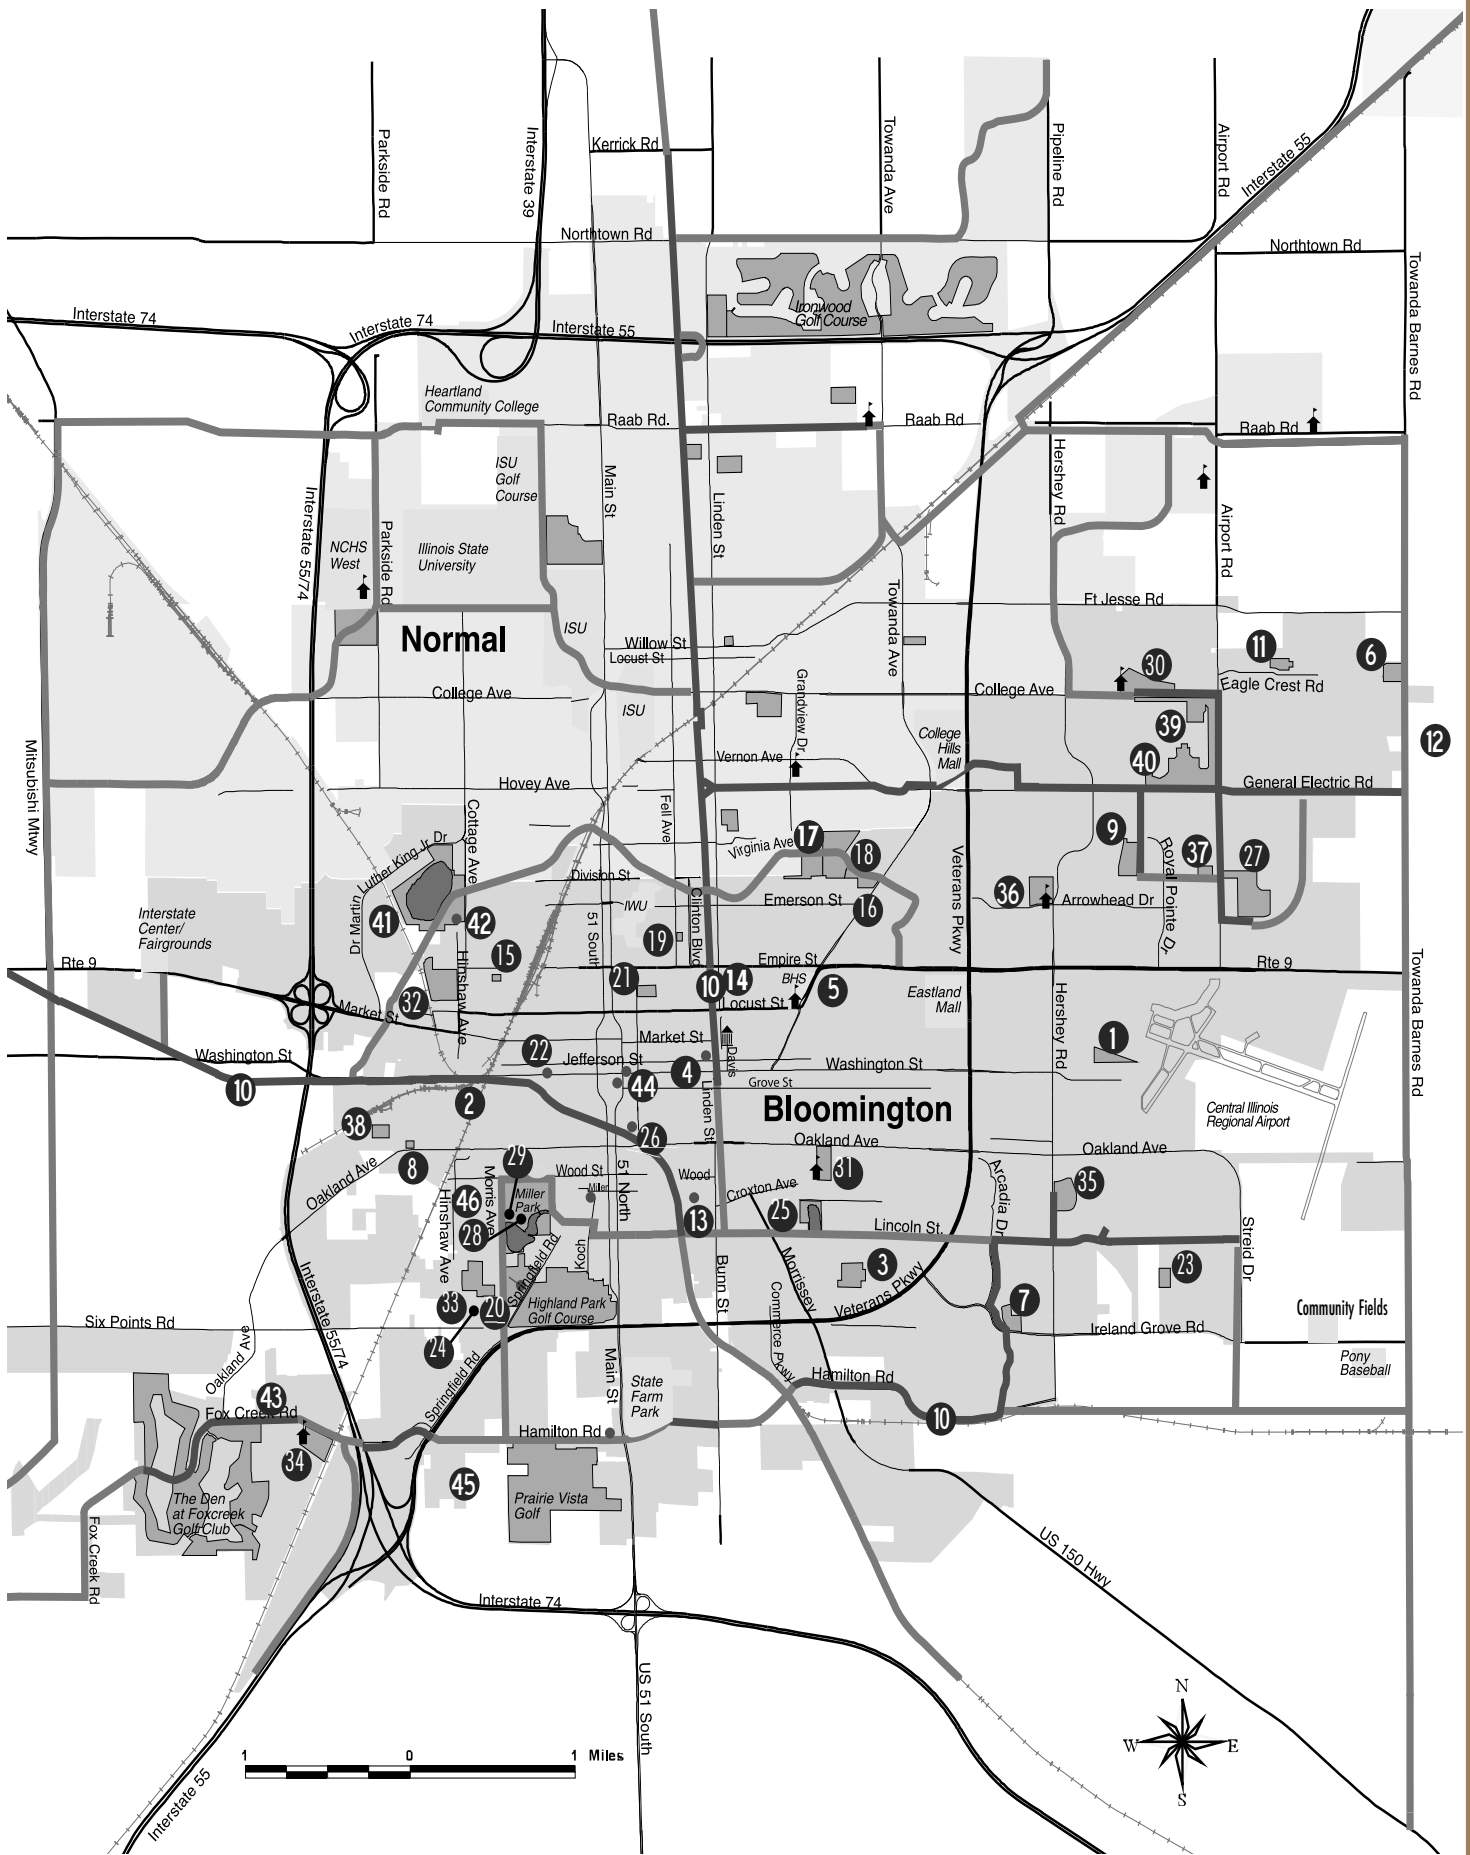 Kerrick Rd
Parkside Rd
Interstate 39
Towanda Ave
Pipeline Rd
Airport Rd
Interstate 55
Northtown Rd
Northtown Rd
Towanda Barnes Rd
Interstate 74
Interstate 74
Interstate 55
Ironwood
Golf Course
Heartland
Community College
Raab Rd.
Raab Rd
Raab Rd
ISU
Golf
Course
Main St
Linden St
Hershey Rd
Airport Rd
Interstate 55/74
NCHS
West
Parkside Rd
Illinois State
University
Towanda Ave
Ft Jesse Rd
Normal
ISU
Willow St
Locust St
11
6
30
Eagle Crest Rd
College Ave
College Ave
Grandview Dr
ISU
39
12
Mitsubishi Mtwy
Vernon Ave
College
Hills
Mall
40
Hovey Ave
General Electric Rd
Fell Ave
Cottage Ave
Martin Luther King Jr Dr
Dr
Virginia Ave
17
18
9
Royal Pointe Dr.
37
27
Veterans Pkwy
Division St
36
Arrowhead Dr
Interstate
Center/
Fairgrounds
41
42
IWU
Clinton Blvd
Emerson St
16
51 South
15
19
Rte 9
Hinshaw Ave
Empire St
Rte 9
Towanda Barnes Rd
21
10
14
BHS
5
Eastland
Mall
32
Market St
Locust St
Hershey Rd
Market St
1
Washington St
22
Jefferson St
Davis
Washington St
4
44
Grove St
10
2
Linden St
Bloomington
Central Illinois
Regional Airport
38
26
Oakland Ave
Oakland Ave
8
Oakland Ave
29
Wood St
Wood
51 North
31
Arcadia Dr
35
Miller
Croxton Ave
46
Morris Ave
Miller
Park
Hinshaw Ave
28
13
25
Lincoln St.
Streid Dr
Koch
Springfield Rd
Interstate 55/74
Bunn St
Morrissey
3
23
33
20
Highland Park
Golf Course
Commerce Pkwy
Veterans Pkwy
7
Community Fields
Six Points Rd
24
Ireland Grove Rd
Oakland Ave
Springfield Rd
Main St
Pony
Baseball
State
Farm
Park
Hamilton Rd
43
Fox Creek Rd
10
Hamilton Rd
34
45
The Den
at Foxcreek
Golf Club
Prairie Vista
Golf
Fox Creek Rd
US 150 Hwy
Interstate 74
US 51 South
N
W
E
S
1
0
1
Miles
Interstate 55